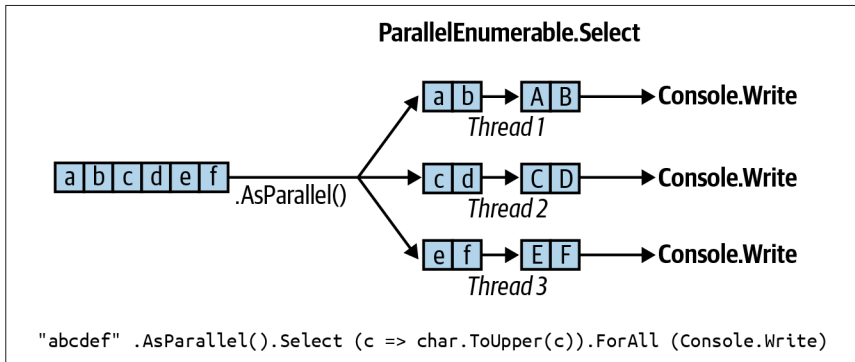 ParallelEnumerable.Select
a b A B Console.Write
Thread 1
a b c d e f .AsParallel() c d C D Console.Write
Thread 2
e f E F Console.Write
Thread 3
"abcdef" .AsParallel().Select (c => char.ToUpper(c)).ForAll (Console.Write)